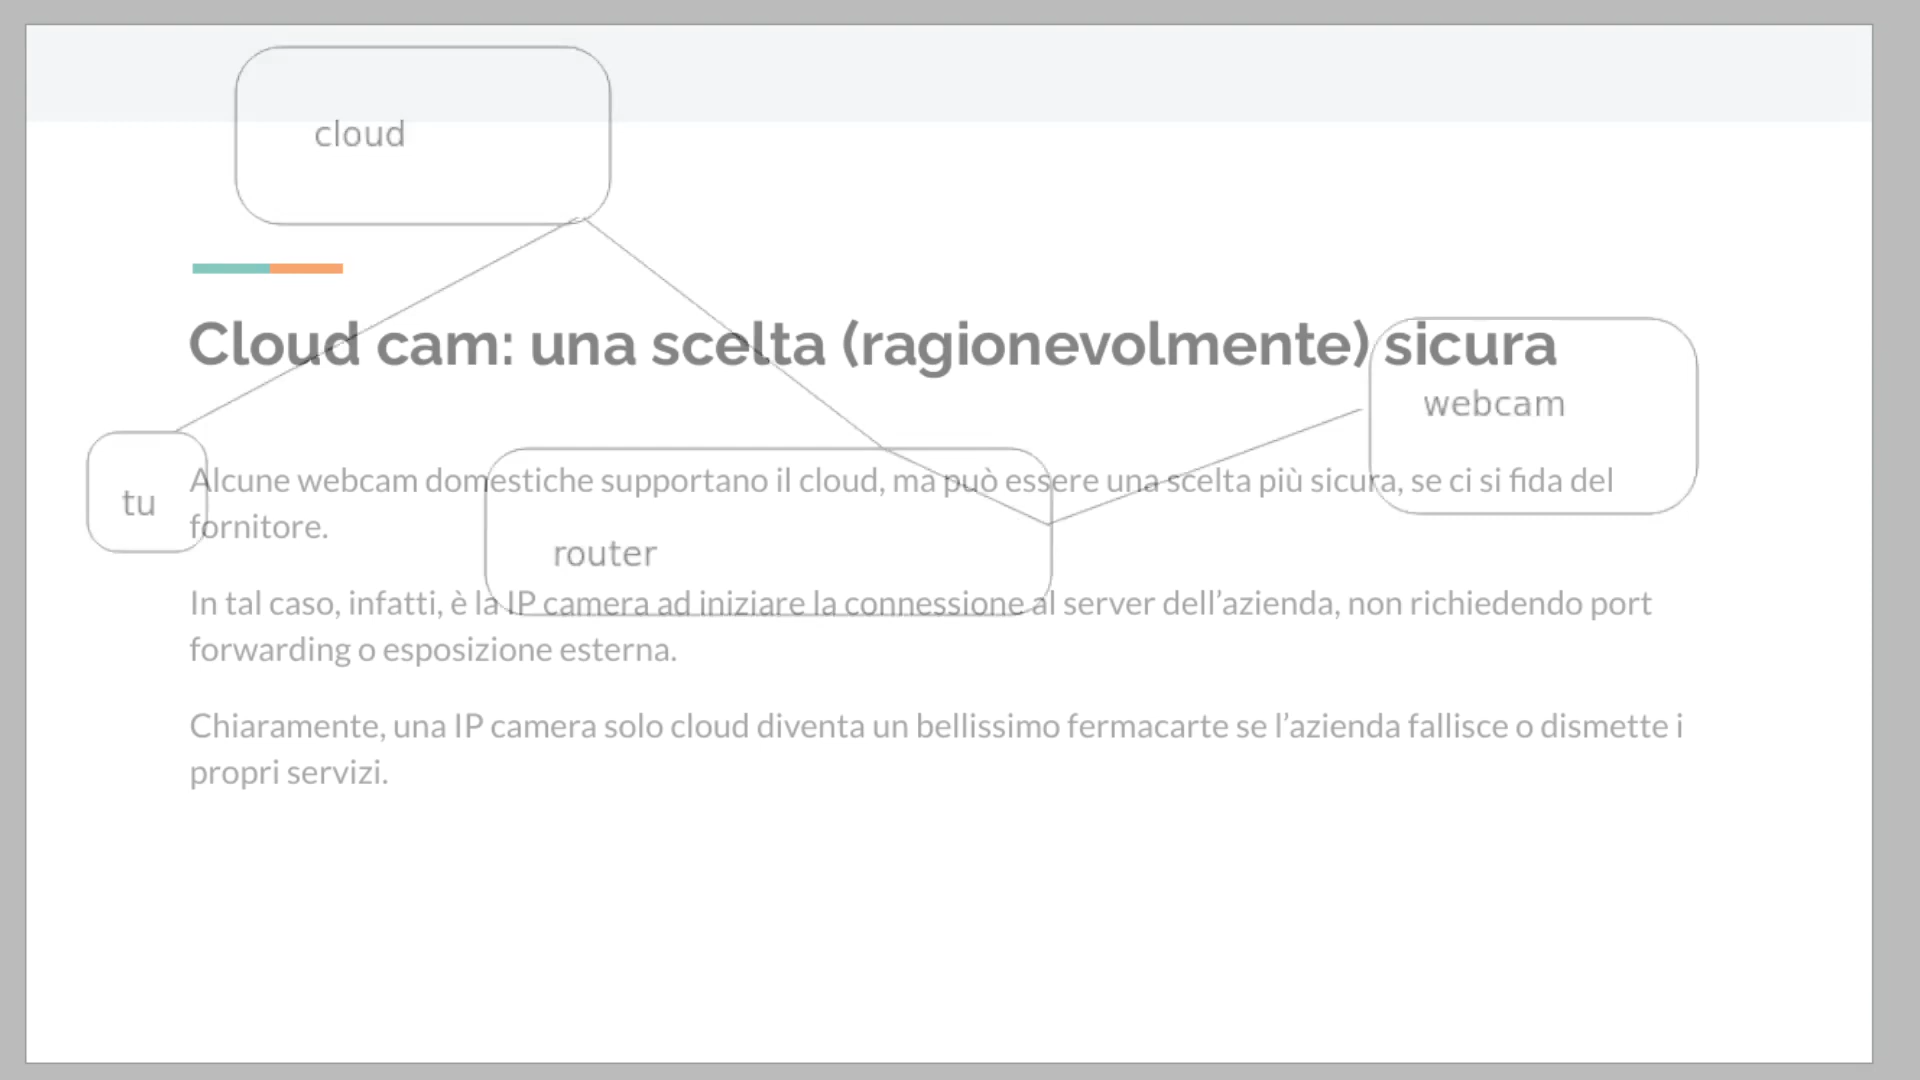 cloud
Cloud cam: una scelta (ragionevolmente) sicura
webcam
tu
Alcune webcam domestiche supportano il cloud, ma può essere una scelta più sicura, se ci si fida del
fornitore.
router
In tal caso, infatti, è la IP camera ad iniziare la connessione al server dell’azienda, non richiedendo port
forwarding o esposizione esterna.
Chiaramente, una IP camera solo cloud diventa un bellissimo fermacarte se l’azienda fallisce o dismette i
propri servizi.